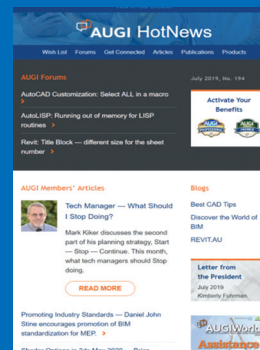 AUGI HotNews
Wish List Forums Get Connected Articles Publications Products
AUGI Forums
AutoCAD Customization: Select ALL in a macro
>
AutoLISP: Running out of memory for LISP
routines >
Revit: Title Block — different size for the sheet
number >
July 2019, No. 194
Activate Your
Benefits
AUGI Members' Articles
Tech Manager — What Should
I Stop Doing?
Mark Kiker discusses the second
part of his planning strategy, Start
— Stop — Continue. This month,
what tech managers should Stop
doing.
READ MORE
Promoting Industry Standards — Daniel John
Stine encourages promotion of BIM
standardization for MEP. >
Blogs
Best CAD Tips
Discover the World of
BIM
REVIT.AU
Letter from
the President
July 2019
Kimberly Fuhrman
AUGIWorld
Assistance